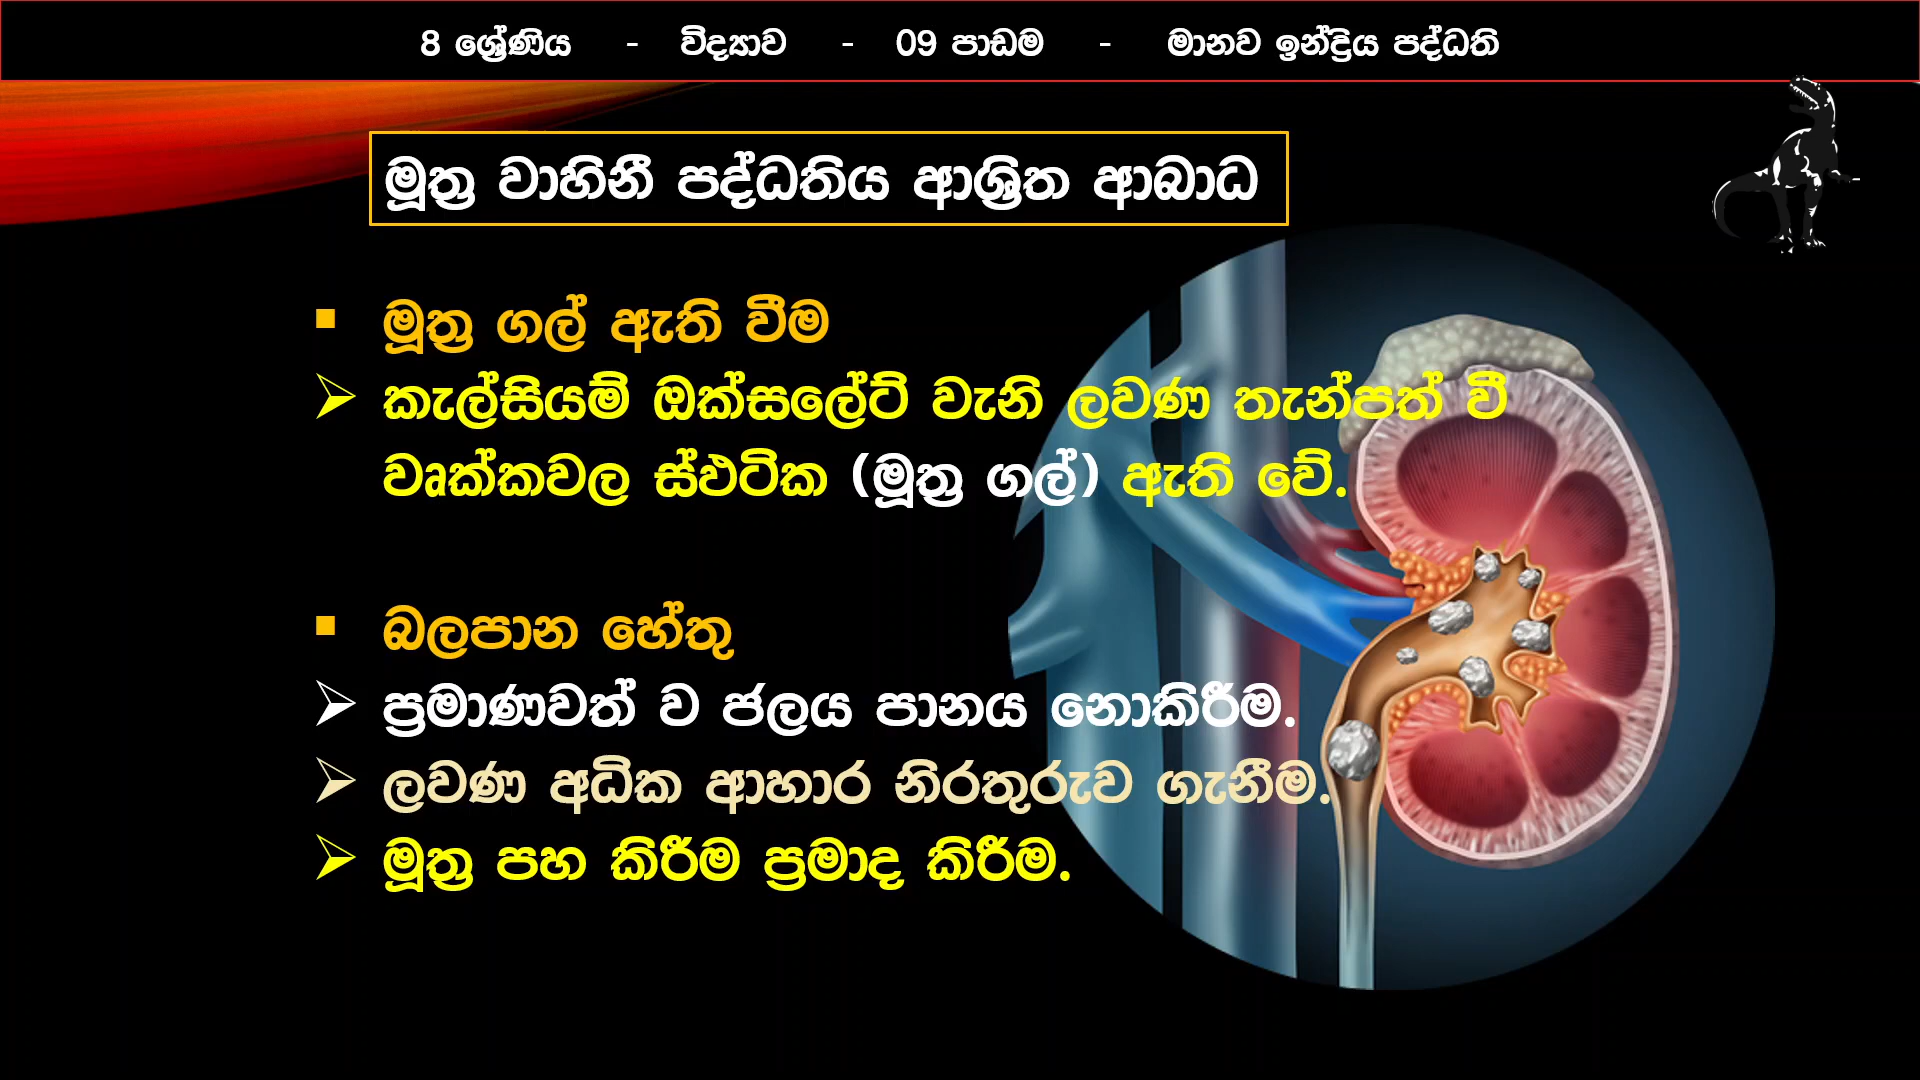 8 ශ්‍රේණිය - විද්‍යාව - 09 පාඩම - මානව ඉන්ද්‍රිය පද්ධති
මූත්‍ර වාහිනී පද්ධතිය ආශ්‍රිත ආබාධ
▪ මූත්‍ර ගල් ඇති වීම
➢ කැල්සියම් ඔක්සලේට් වැනි ලවණ තැන්පත් වී
වෘක්කවල ස්ඵටික (මූත්‍ර ගල්) ඇති වේ.
▪ බලපාන හේතු
➢ ප්‍රමාණවත් ව ජලය පානය නොකිරීම.
➢ ලවණ අධික ආහාර නිරතුරුව ගැනීම.
➢ මූත්‍ර පහ කිරීම ප්‍රමාද කිරීම.